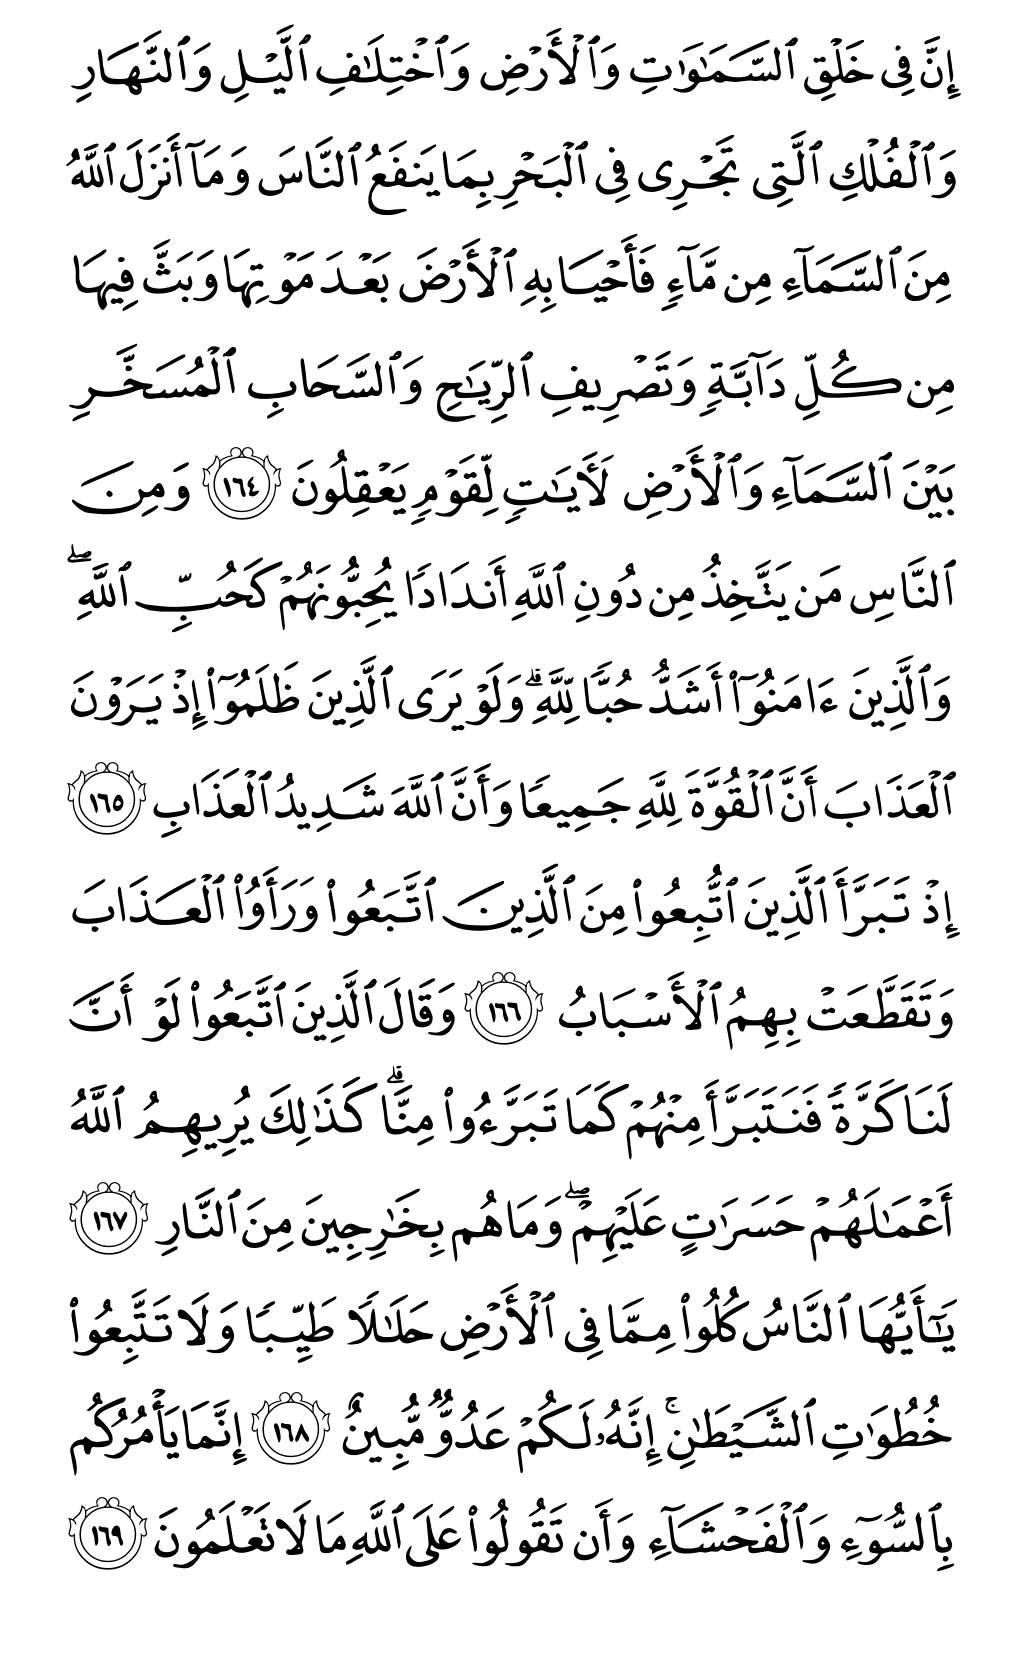 إِنَّ فِى خَلْقِ ٱلسَّمَـٰوَٰتِ وَٱلْأَرْضِ وَٱخْتِلَـٰفِ ٱلَّيْلِ وَٱلنَّهَارِ
وَٱلْفُلْكِ ٱلَّتِى تَجْرِى فِى ٱلْبَحْرِ بِمَا يَنفَعُ ٱلنَّاسَ وَمَآ أَنزَلَ ٱللَّهُ
مِنَ ٱلسَّمَآءِ مِن مَّآءٍ فَأَحْيَا بِهِ ٱلْأَرْضَ بَعْدَ مَوْتِهَا وَبَثَّ فِيهَا
مِن كُلِّ دَآبَّةٍ وَتَصْرِيفِ ٱلرِّيَـٰحِ وَٱلسَّحَابِ ٱلْمُسَخَّرِ
بَيْنَ ٱلسَّمَآءِ وَٱلْأَرْضِ لَـَٔايَـٰتٍ لِّقَوْمٍ يَعْقِلُونَ ١٦٤ وَمِنَ
ٱلنَّاسِ مَن يَتَّخِذُ مِن دُونِ ٱللَّهِ أَندَادًا يُحِبُّونَهُمْ كَحُبِّ ٱللَّهِ ۖ
وَٱلَّذِينَ ءَامَنُوٓا۟ أَشَدُّ حُبًّا لِّلَّهِ ۗ وَلَوْ يَرَى ٱلَّذِينَ ظَلَمُوٓا۟ إِذْ يَرَوْنَ
ٱلْعَذَابَ أَنَّ ٱلْقُوَّةَ لِلَّهِ جَمِيعًا وَأَنَّ ٱللَّهَ شَدِيدُ ٱلْعَذَابِ ١٦٥
إِذْ تَبَرَّأَ ٱلَّذِينَ ٱتُّبِعُوا۟ مِنَ ٱلَّذِينَ ٱتَّبَعُوا۟ وَرَأَوُا۟ ٱلْعَذَابَ
وَتَقَطَّعَتْ بِهِمُ ٱلْأَسْبَابُ ١٦٦ وَقَالَ ٱلَّذِينَ ٱتَّبَعُوا۟ لَوْ أَنَّ
لَنَا كَرَّةً فَنَتَبَرَّأَ مِنْهُمْ كَمَا تَبَرَّءُوا۟ مِنَّا ۗ كَذَٰلِكَ يُرِيهِمُ ٱللَّهُ
أَعْمَـٰلَهُمْ حَسَرَٰتٍ عَلَيْهِمْ ۖ وَمَا هُم بِخَـٰرِجِينَ مِنَ ٱلنَّارِ ١٦٧
يَـٰٓأَيُّهَا ٱلنَّاسُ كُلُوا۟ مِمَّا فِى ٱلْأَرْضِ حَلَـٰلًا طَيِّبًا وَلَا تَتَّبِعُوا۟
خُطُوَٰتِ ٱلشَّيْطَـٰنِ ۚ إِنَّهُۥ لَكُمْ عَدُوٌّ مُّبِينٌ ١٦٨ إِنَّمَا يَأْمُرُكُم
بِٱلسُّوٓءِ وَٱلْفَحْشَآءِ وَأَن تَقُولُوا۟ عَلَى ٱللَّهِ مَا لَا تَعْلَمُونَ ١٦٩